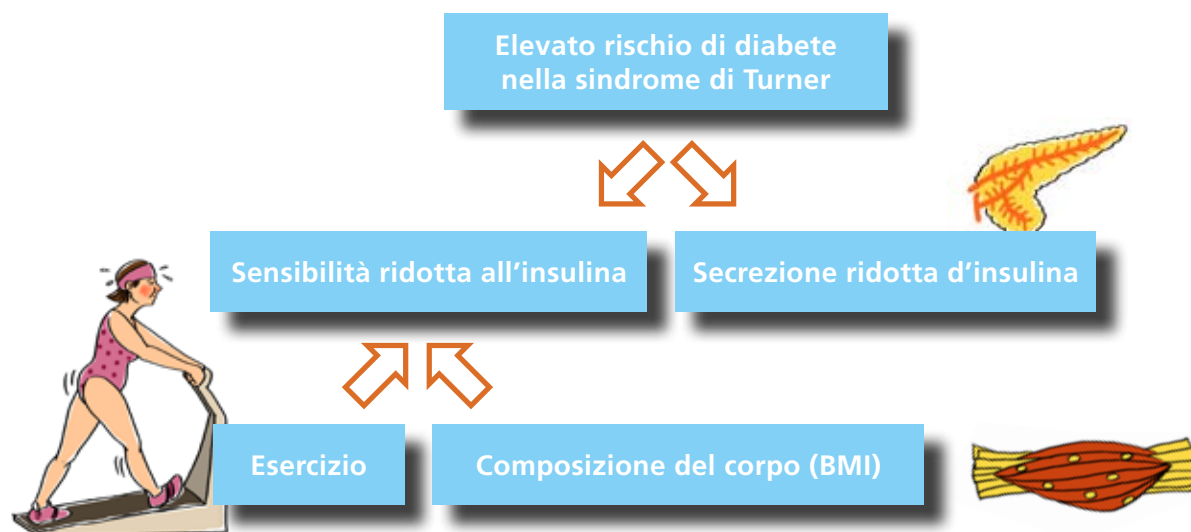 Elevato rischio di diabete
nella sindrome di Turner
Sensibilità ridotta all’insulina
Secrezione ridotta d’insulina
Esercizio
Composizione del corpo (BMI)